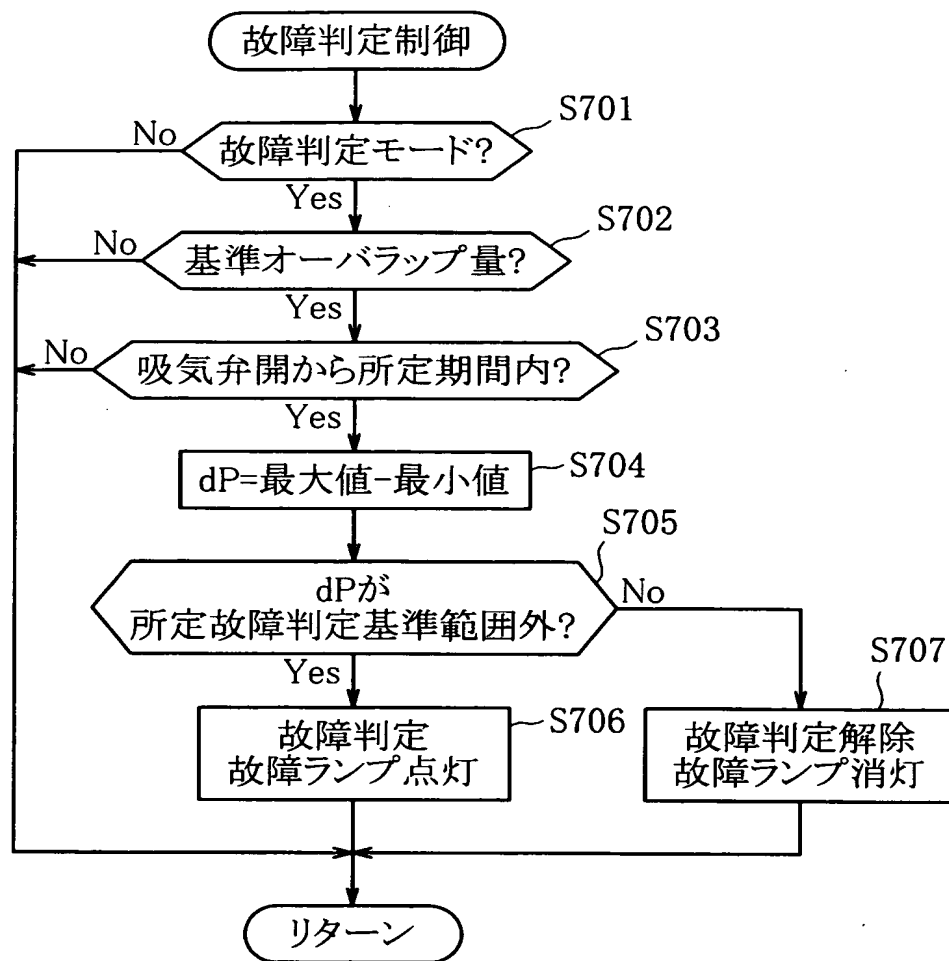 故障判定制御
S701
No
故障判定モード?
Yes
S702
No
基準オーバラップ量?
Yes
S703
No
吸気弁開から所定期間内?
Yes
S704
dP=最大値-最小値
S705
dPが
所定故障判定基準範囲外?
No
Yes
S706
故障判定
故障ランプ点灯
S707
故障判定解除
故障ランプ消灯
リターン